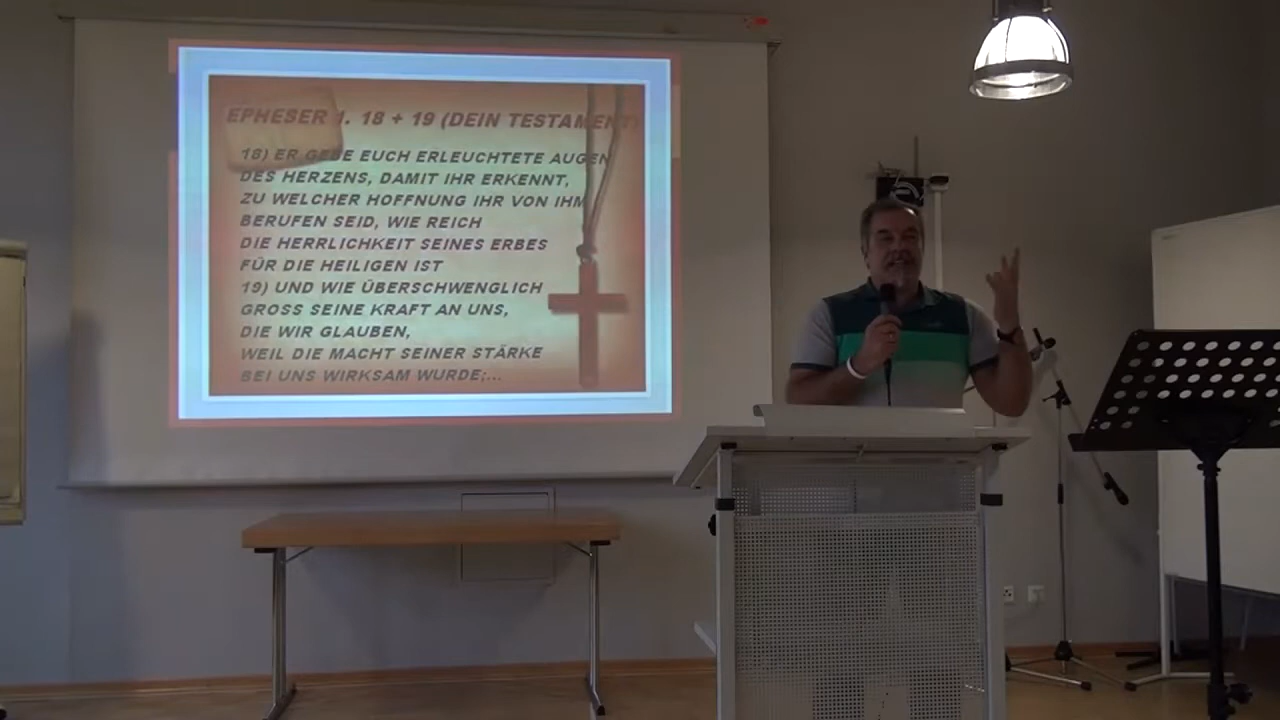 EPHESER 1. 18 + 19 (DEIN TESTAMENT)
18) ER GEBE EUCH ERLEUCHTETE AUGEN
DES HERZENS, DAMIT IHR ERKENNT,
ZU WELCHER HOFFNUNG IHR VON IHM
BERUFEN SEID, WIE REICH
DIE HERRLICHKEIT SEINES ERBES
FÜR DIE HEILIGEN IST
19) UND WIE ÜBERSCHWENGLICH
GROSS SEINE KRAFT AN UNS,
DIE WIR GLAUBEN,
WEIL DIE MACHT SEINER STÄRKE
BEI UNS WIRKSAM WURDE;...